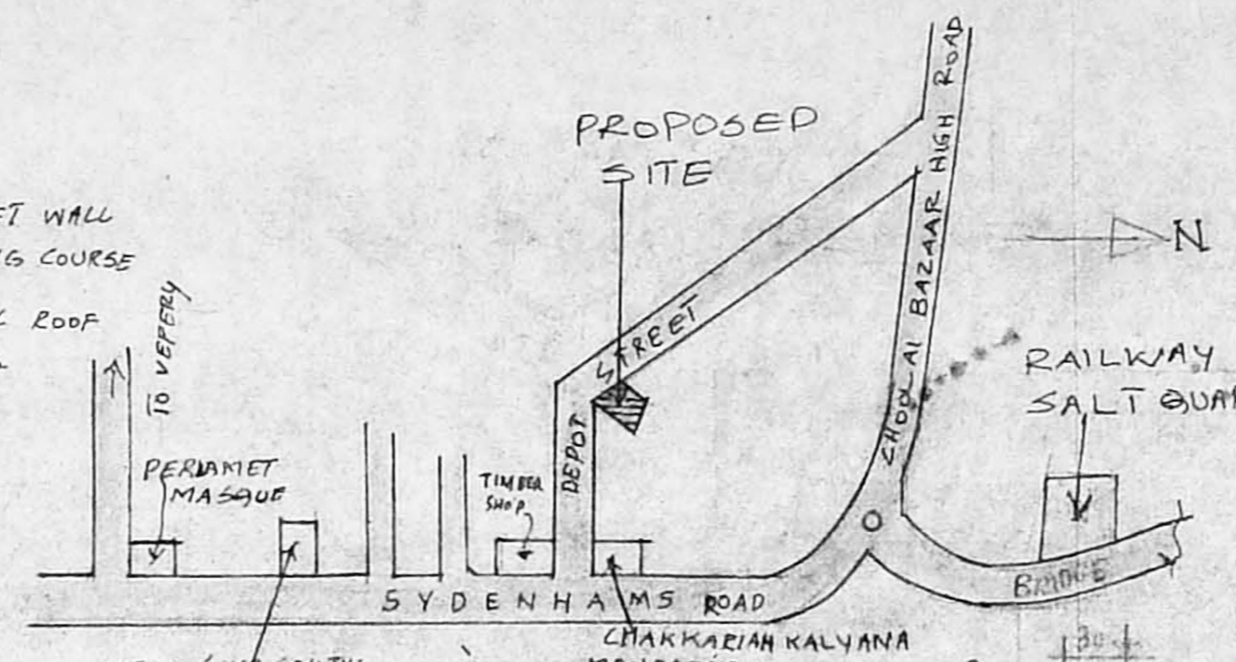 PROPOSED
SITE
WALL
COURSE
ROOF
TO VEPERY
PERIAMET
MASQUE
TIMBER
SHOP
DEPOT
STREET
CHOOLAI BAZAAR HIGH ROAD
N
RAILWAY
SALT
SYDENHAMS ROAD
BRIDGE
CHAKKARIAH KALYANA